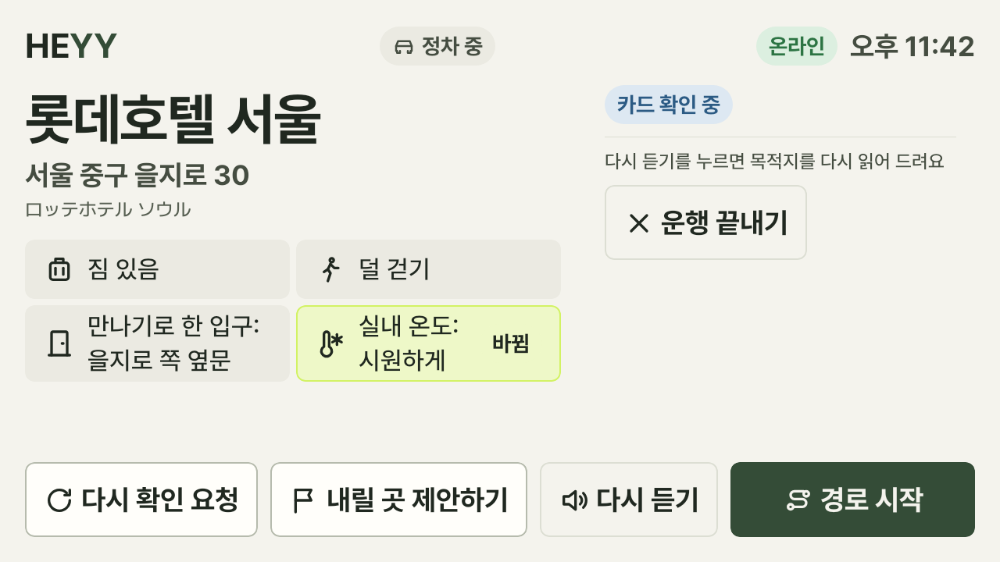 HEYY
정차 중
온라인
오후 11:42
롯데호텔 서울
서울 중구 을지로 30
ロッテホテル ソウル
짐 있음
덜 걷기
만나기로 한 입구:
을지로 쪽 옆문
실내 온도:
시원하게
바뀜
카드 확인 중
다시 듣기를 누르면 목적지를 다시 읽어 드려요
운행 끝내기
다시 확인 요청
내릴 곳 제안하기
다시 듣기
경로 시작